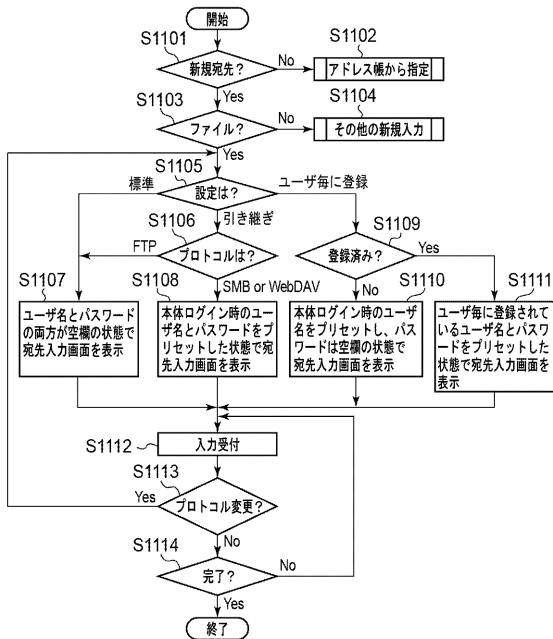 開始
S1101
新規宛先?
No
S1102
アドレス帳から指定
Yes
S1103
ファイル?
No
S1104
その他の新規入力
Yes
S1105
標準
設定は?
ユーザ毎に登録
引き継ぎ
S1106
FTP
プロトコルは?
SMB or WebDAV
S1109
登録済み?
Yes
No
S1107
ユーザ名とパスワード
の両方が空欄の状態で
宛先入力画面を表示
S1108
本体ログイン時のユー
ザ名とパスワードをプ
リセットした状態で宛
先入力画面を表示
S1110
本体ログイン時のユーザ
名をプリセットし、パス
ワードは空欄の状態で
宛先入力画面を表示
S1111
ユーザ毎に登録され
ているユーザ名とパス
ワードをプリセットした
状態で宛先入力画面を
表示
S1112
入力受付
S1113
Yes
プロトコル変更?
No
S1114
完了?
No
Yes
終了